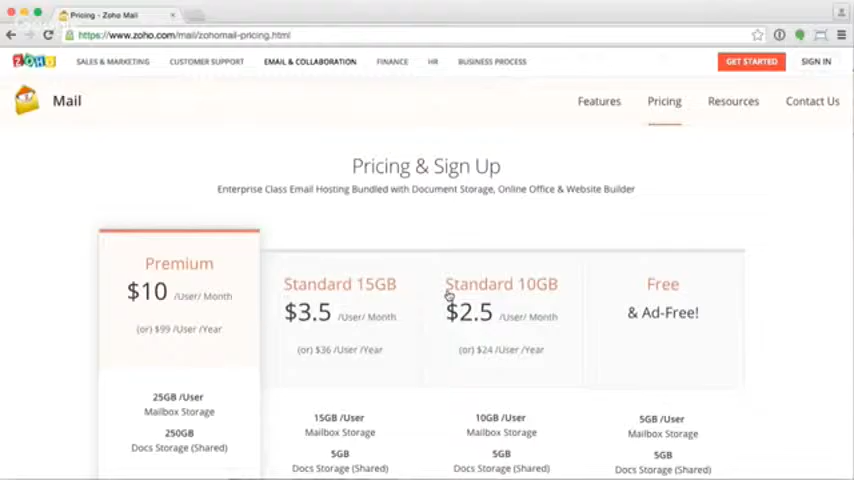 Pricing - Zoho Mail
https://www.zoho.com/mail/zohomail-pricing.html
ZOHO SALES & MARKETING CUSTOMER SUPPORT EMAIL & COLLABORATION FINANCE HR BUSINESS PROCESS GET STARTED SIGN IN
Mail Features Pricing Resources Contact Us
Pricing & Sign Up
Enterprise Class Email Hosting Bundled with Document Storage, Online Office & Website Builder
Premium
$10 /User/ Month
(or) $99 /User /Year
25GB /User
Mailbox Storage
250GB
Docs Storage (Shared)
Standard 15GB
$3.5 /User/ Month
(or) $36 /User /Year
15GB /User
Mailbox Storage
5GB
Docs Storage (Shared)
Standard 10GB
$2.5 /User/ Month
(or) $24 /User /Year
10GB /User
Mailbox Storage
5GB
Docs Storage (Shared)
Free
& Ad-Free!
5GB /User
Mailbox Storage
5GB
Docs Storage (Shared)